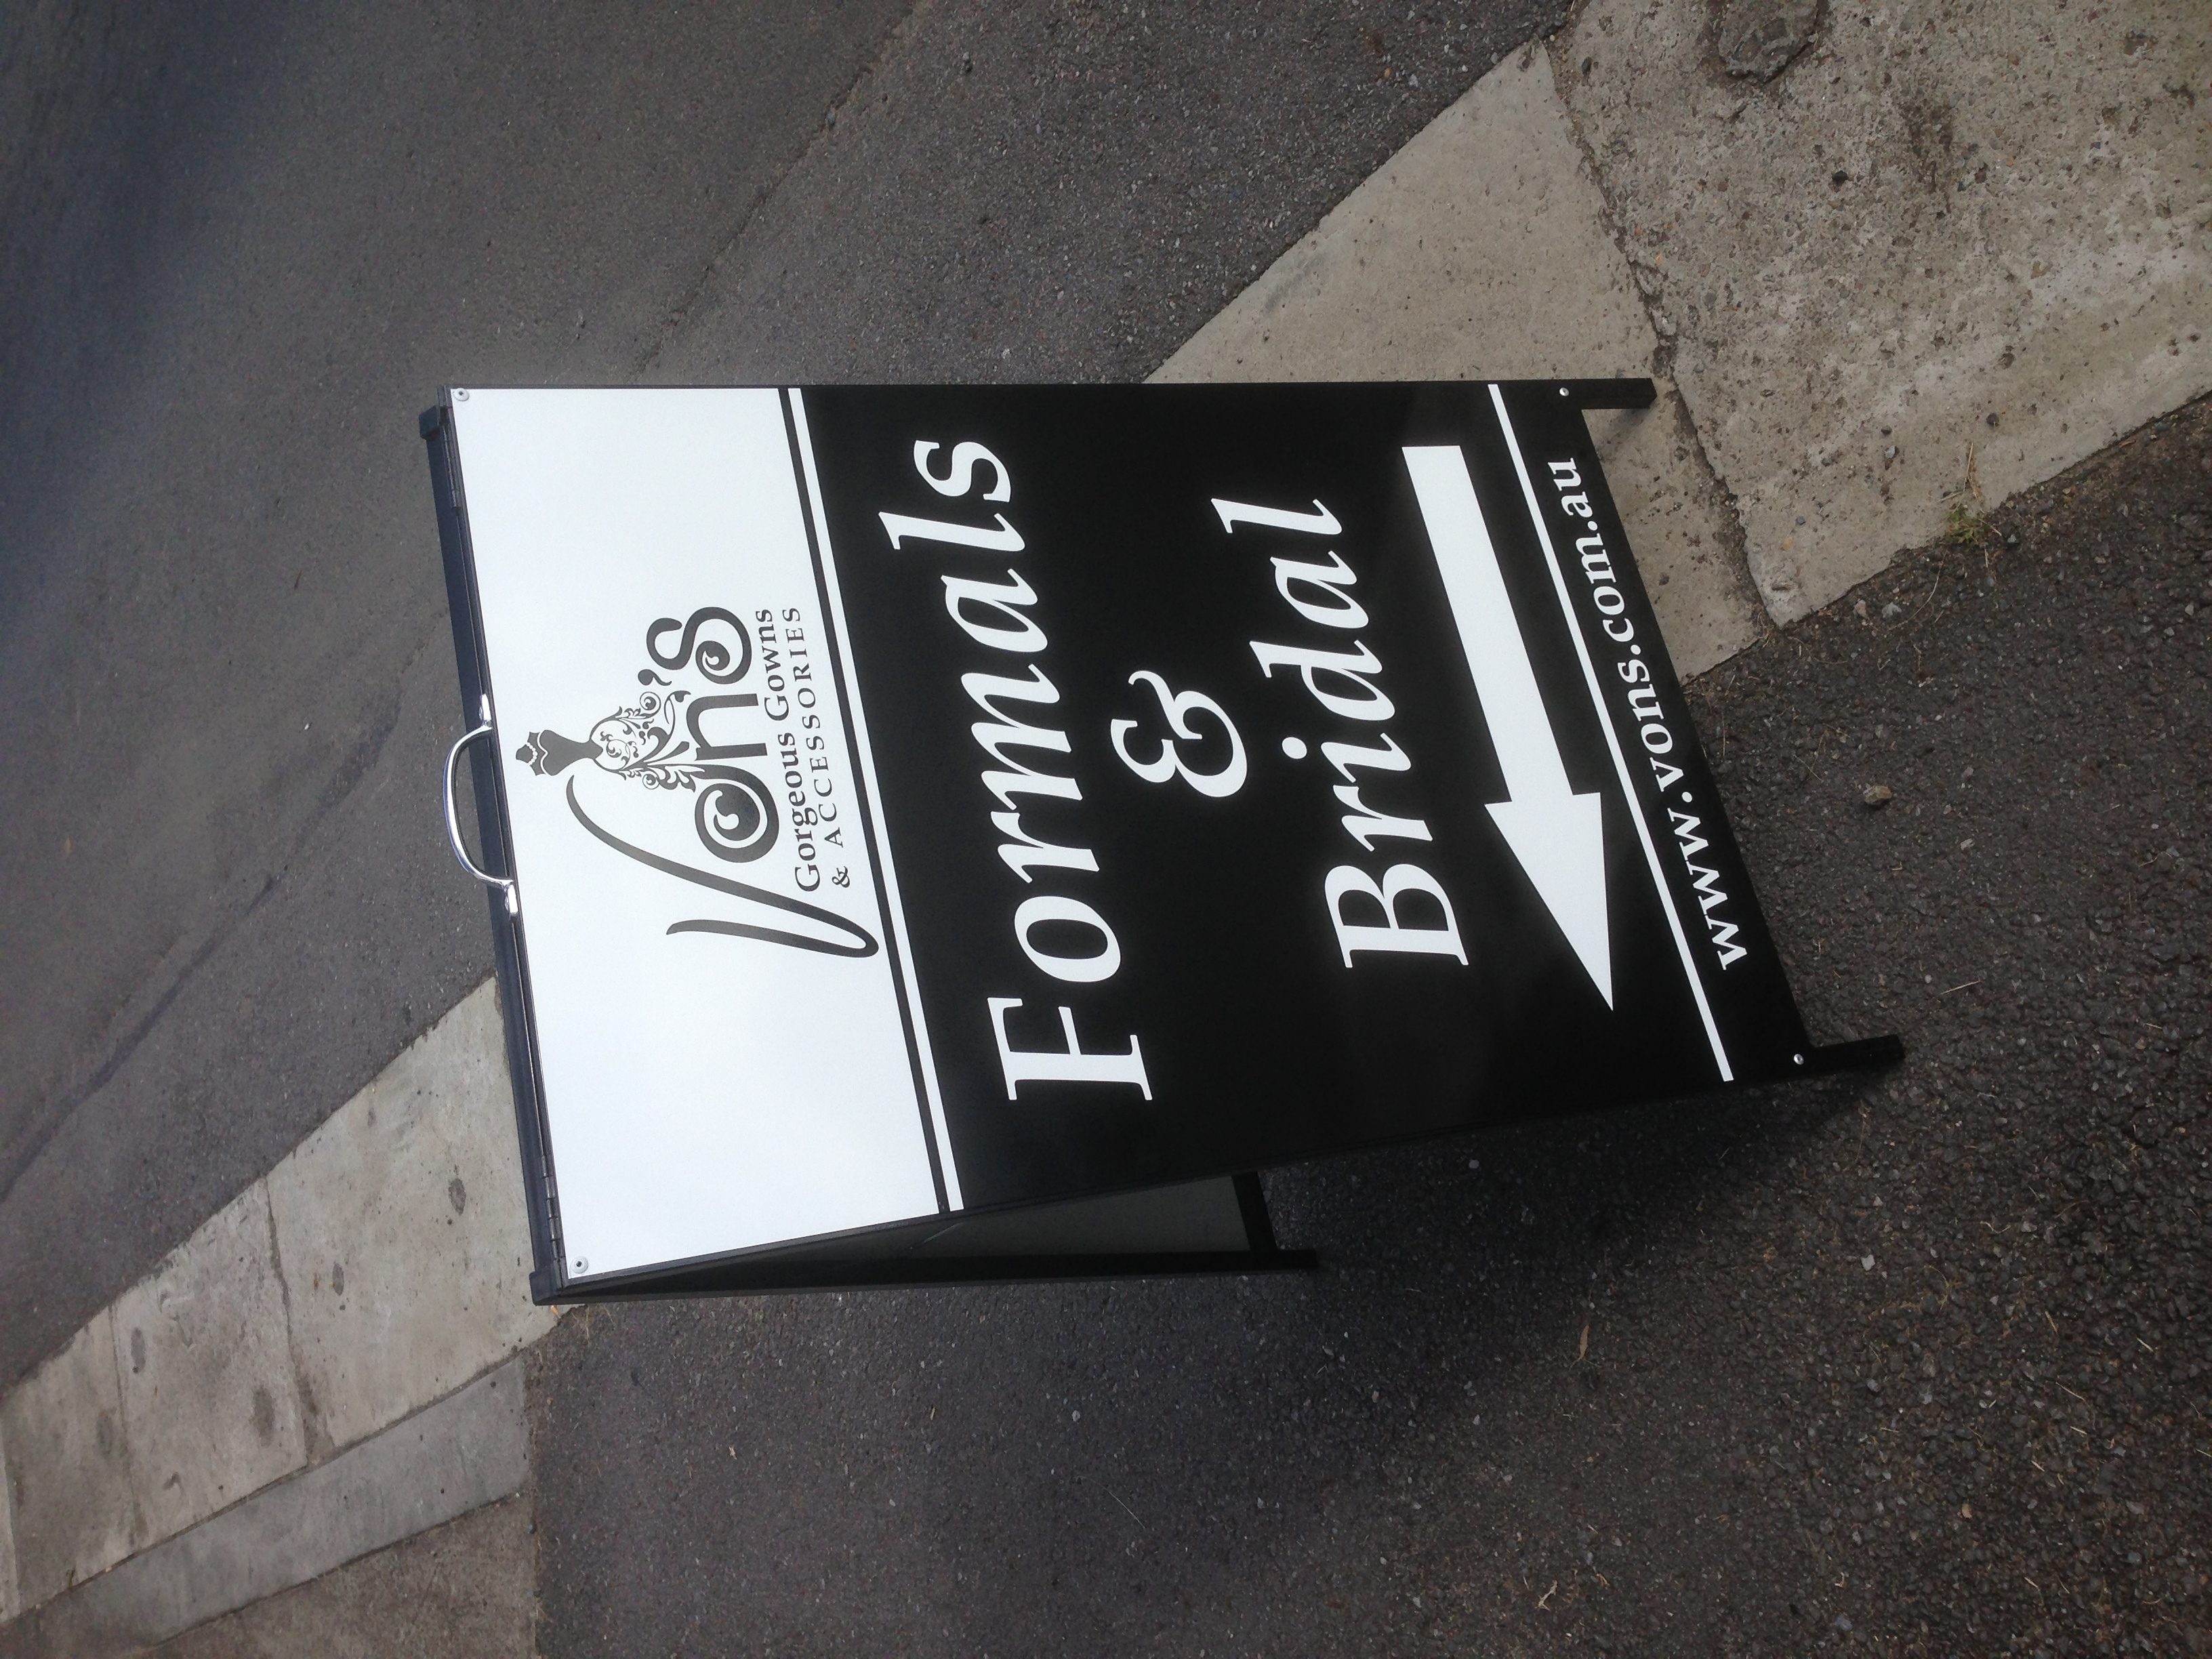 Von's
Gorgeous Gowns
& ACCESSORIES
Formals
&
Bridal
www.vons.com.au